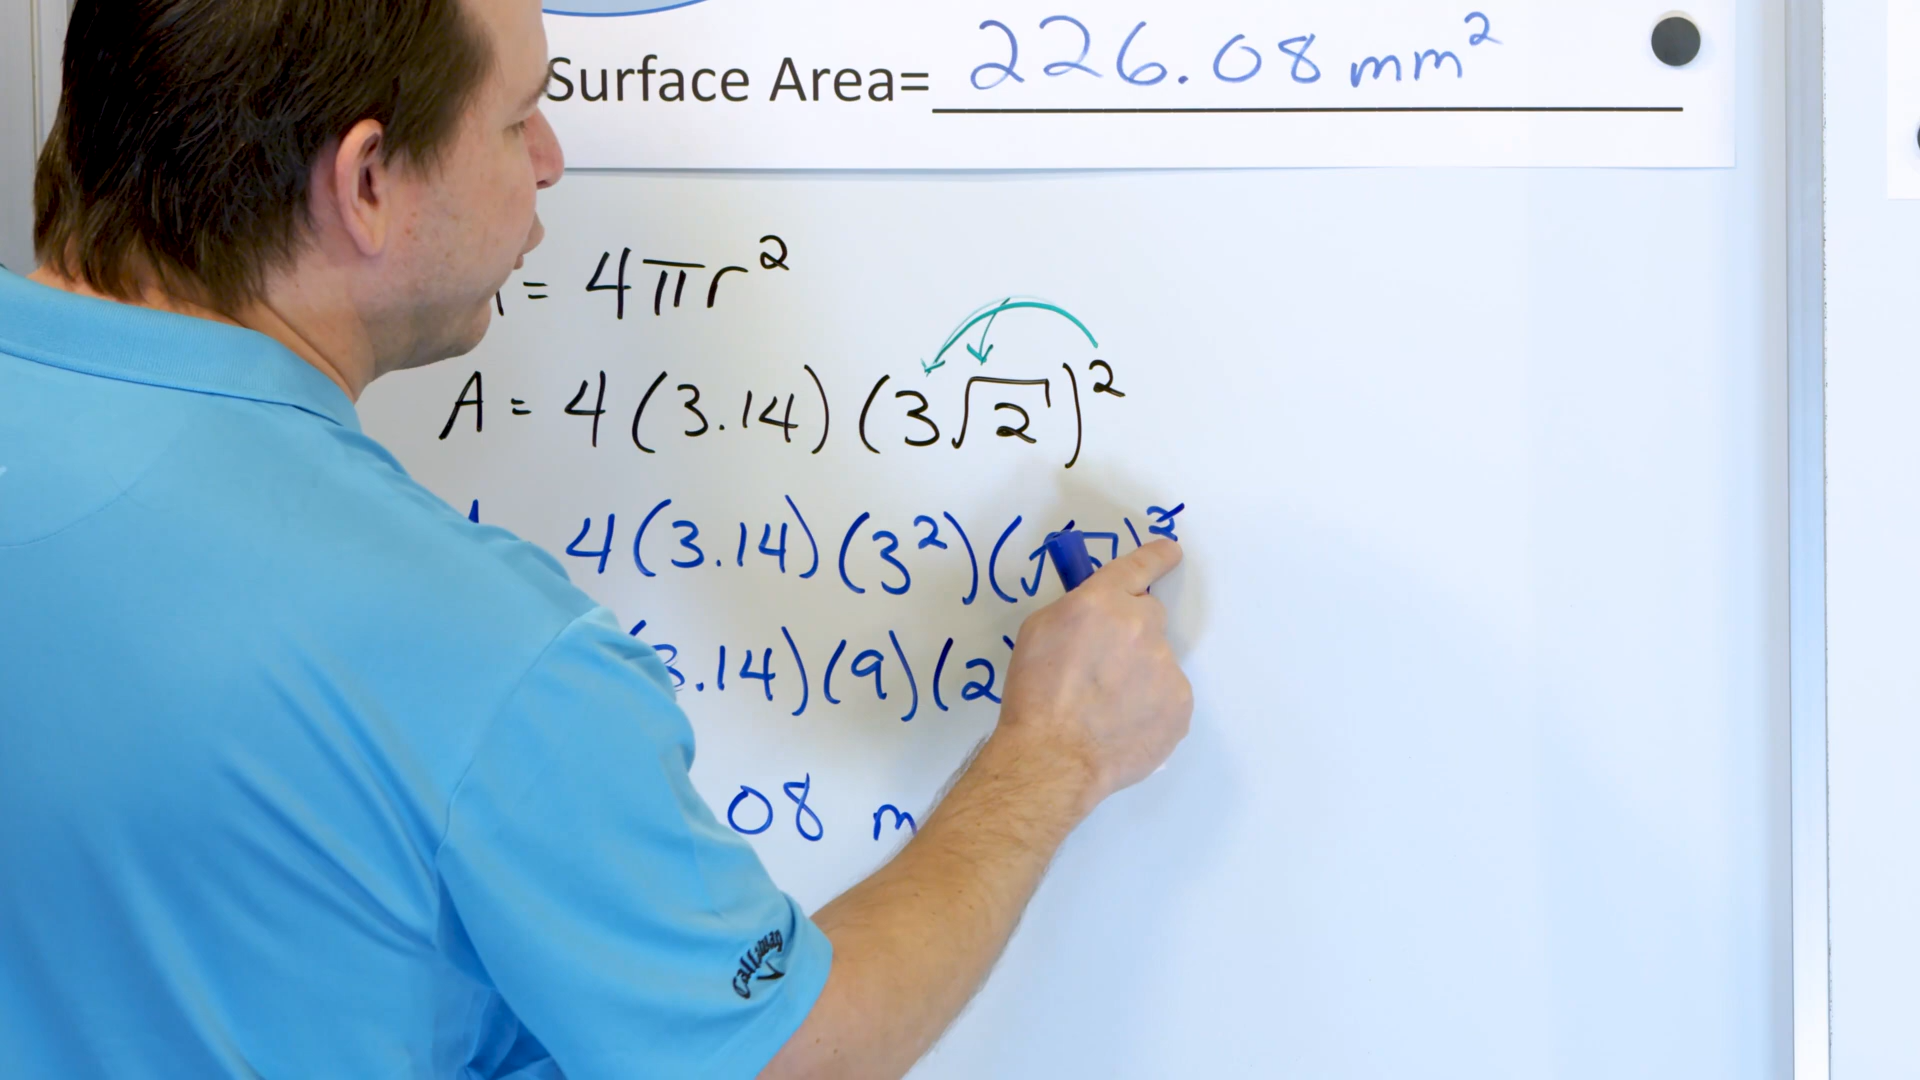 Surface Area= 226.08 mm²
= 4πr²
A = 4(3.14)(3√2)²
4(3.14)(3²)(√ )²
3.14)(9)(2
08 m
Callaway